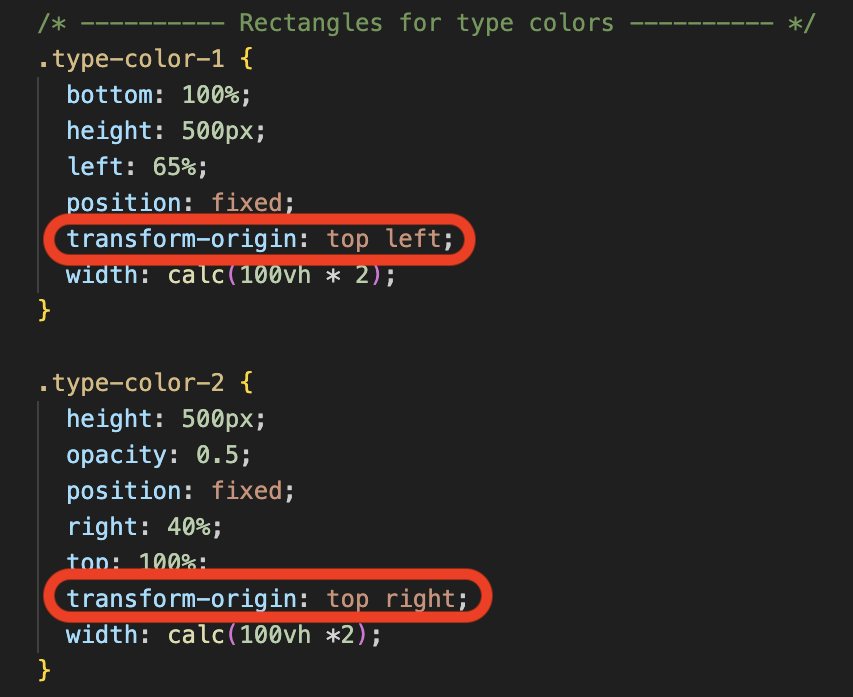 /* ---------- Rectangles for type colors ---------- */
.type-color-1 {
bottom: 100%;
height: 500px;
left: 65%;
position: fixed;
transform-origin: top left;
width: calc(100vh * 2);
}
.type-color-2 {
height: 500px;
opacity: 0.5;
position: fixed;
right: 40%;
top: 100%;
transform-origin: top right;
width: calc(100vh *2);
}